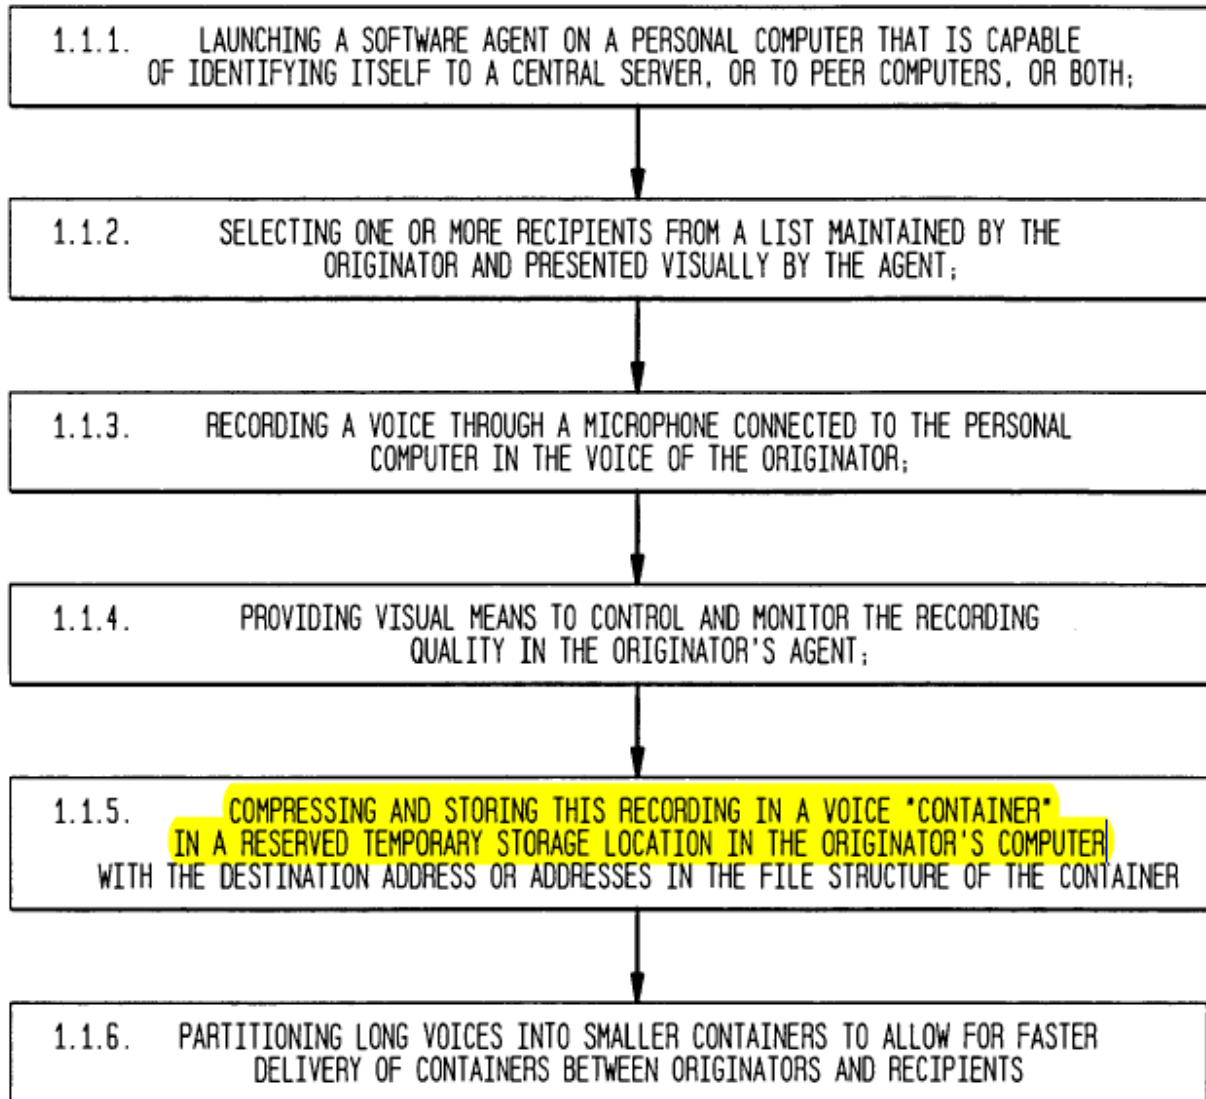 1.1.1. LAUNCHING A SOFTWARE AGENT ON A PERSONAL COMPUTER THAT IS CAPABLE
OF IDENTIFYING ITSELF TO A CENTRAL SERVER, OR TO PEER COMPUTERS, OR BOTH;
1.1.2. SELECTING ONE OR MORE RECIPIENTS FROM A LIST MAINTAINED BY THE
ORIGINATOR AND PRESENTED VISUALLY BY THE AGENT;
1.1.3. RECORDING A VOICE THROUGH A MICROPHONE CONNECTED TO THE PERSONAL
COMPUTER IN THE VOICE OF THE ORIGINATOR;
1.1.4. PROVIDING VISUAL MEANS TO CONTROL AND MONITOR THE RECORDING
QUALITY IN THE ORIGINATOR'S AGENT;
1.1.5. COMPRESSING AND STORING THIS RECORDING IN A VOICE "CONTAINER"
IN A RESERVED TEMPORARY STORAGE LOCATION IN THE ORIGINATOR'S COMPUTER
WITH THE DESTINATION ADDRESS OR ADDRESSES IN THE FILE STRUCTURE OF THE CONTAINER
1.1.6. PARTITIONING LONG VOICES INTO SMALLER CONTAINERS TO ALLOW FOR FASTER
DELIVERY OF CONTAINERS BETWEEN ORIGINATORS AND RECIPIENTS